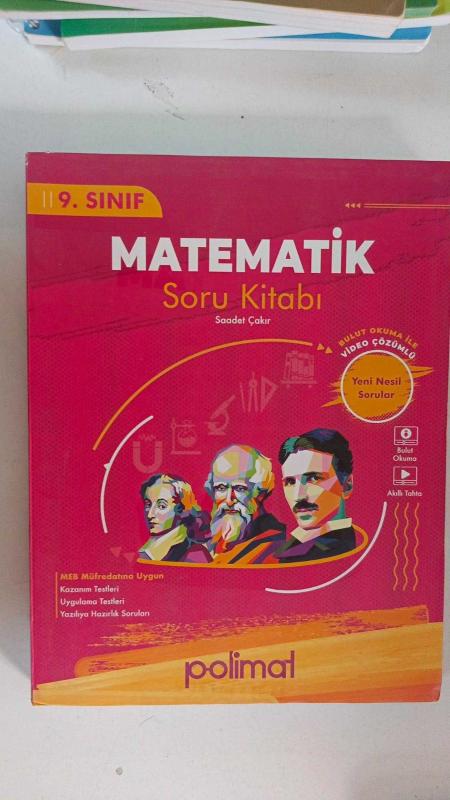 9. SINIF
MATEMATİK
Soru Kitabı
Saadet Çakır
BULUT OKUMA İLE
VİDEO ÇÖZÜMLÜ
Yeni Nesil
Sorular
Bulut
Okuma
Akıllı Tahta
MEB Müfredatına Uygun
Kazanım Testleri
Uygulama Testleri
Yazılıya Hazırlık Soruları
polimat